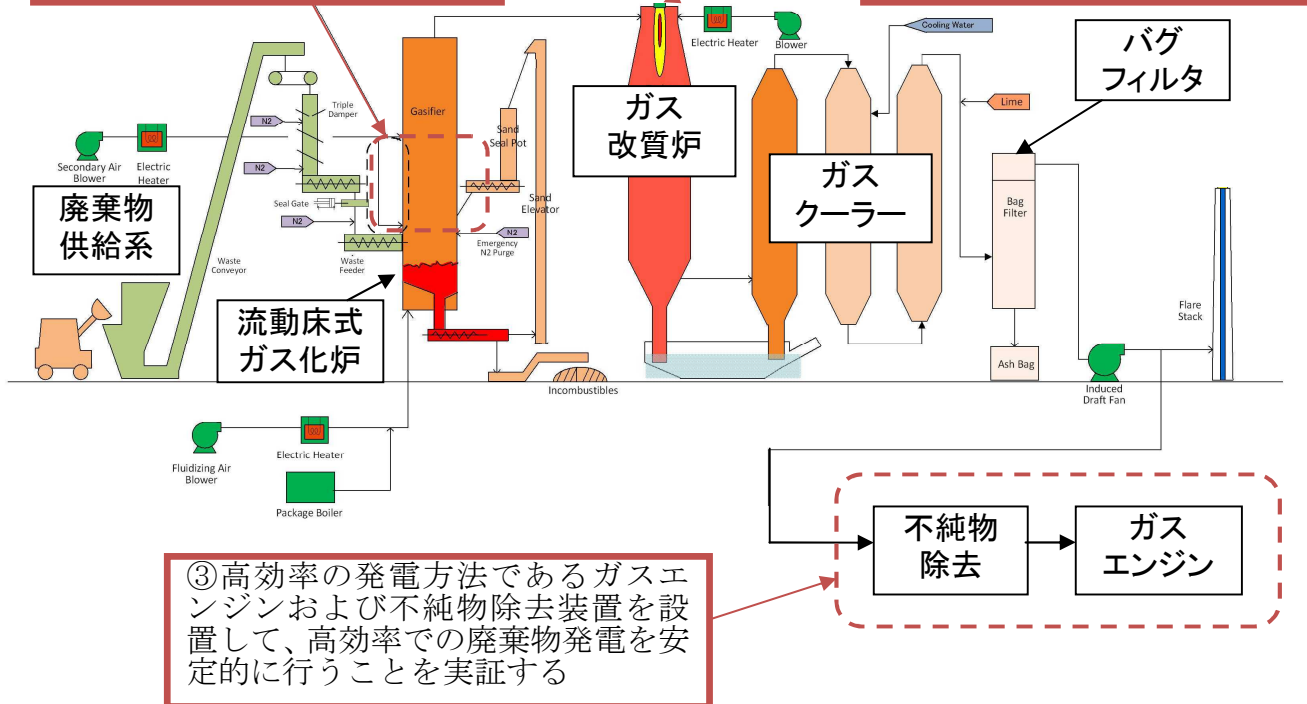 Electric Heater
Blower
Cooling Water
バグ
フィルタ
Triple
Damper
Gasifier
N2
ガス
改質炉
Lime
Sand
Seal Pot
Secondary Air
Blower
Electric
Heater
N2
ガス
クーラー
廃棄物
供給系
Seal Gate
Sand
Elevator
Bag
Filter
N2
N2
Emergency
N2 Purge
Waste
Conveyor
Waste
Feeder
流動床式
ガス化炉
Flare
Stack
Ash Bag
Induced
Draft Fan
Incombustibles
Fluidizing Air
Blower
Electric Heater
Package Boiler
不純物
除去
ガス
エンジン
③高効率の発電方法であるガスエ
ンジンおよび不純物除去装置を設
置して、高効率での廃棄物発電を安
定的に行うことを実証する